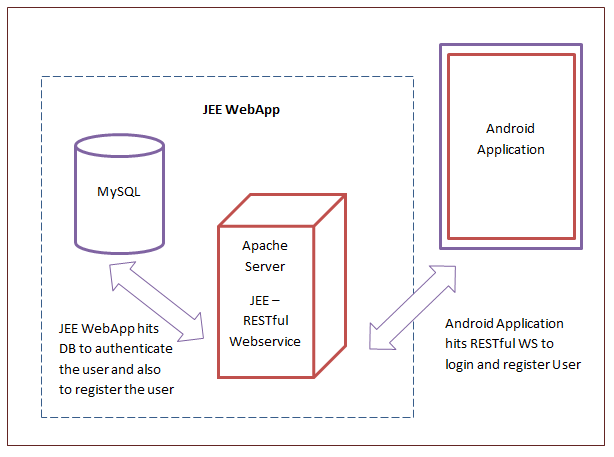 JEE WebApp
MySQL
Android
Application
Apache
Server
JEE –
RESTful
Webservice
JEE WebApp hits
DB to authenticate
the user and also
to register the user
Android Application
hits RESTful WS to
login and register User